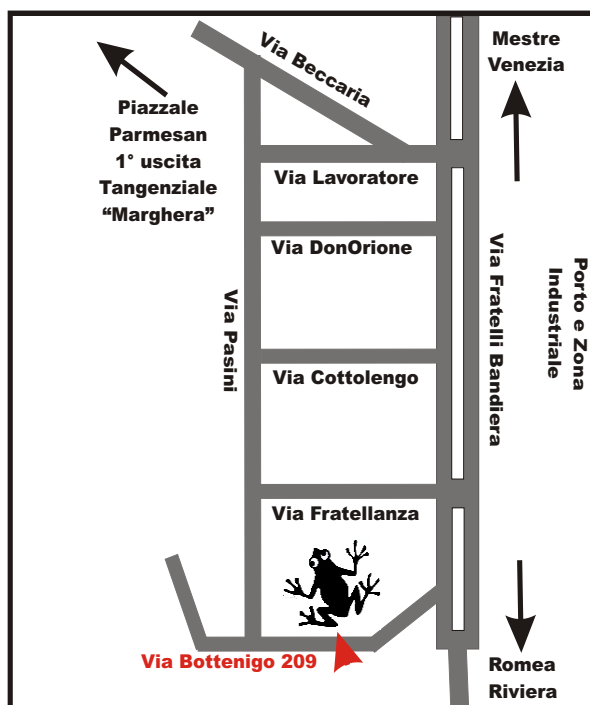 Mestre
Venezia
Via Beccaria
Piazzale
Parmesan
1° uscita
Tangenziale
“Marghera”
Via Lavoratore
Via DonOrione
Via Pasini
Via Fratelli Bandiera
Porto e Zona
Industriale
Via Cottolengo
Via Fratellanza
Via Bottenigo 209
Romea
Riviera